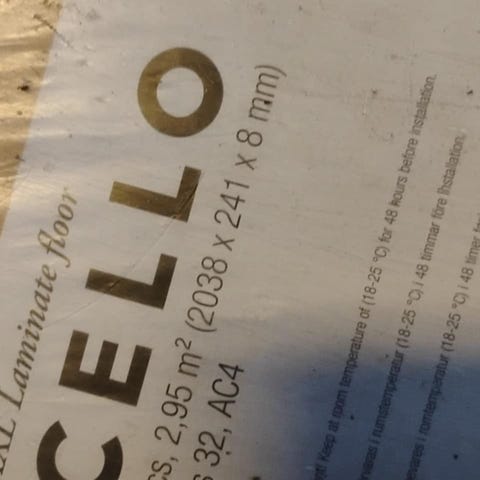 XXL Laminate floor
CELLO
2,95 m² (2038 x 241 x 8 mm)
32, AC4
Keep at room temperature of (18-25 °C) for 48 hours before installation.
i rumstemperatur (18-25 °C) i 48 timmar före installation.
i romtemperatur (18-25 °C) i 48 timer